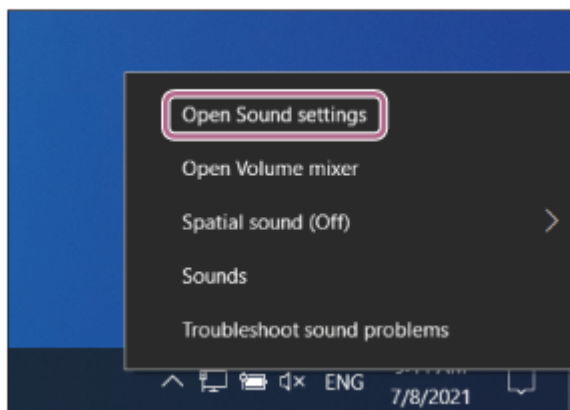 Open Sound settings
Open Volume mixer
Spatial sound (Off)
Sounds
Troubleshoot sound problems
ENG
7/8/2021